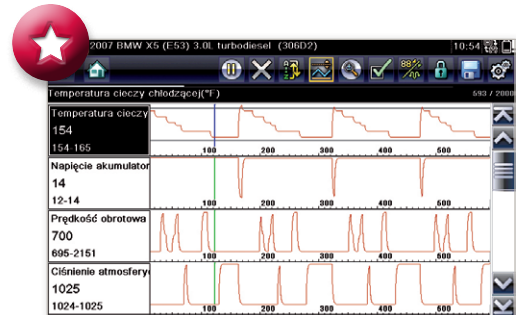 2007 BMW X5 (E53) 3.0L turbodiesel (306D2) 10:54
88%
Temperatura cieczy chłodzącej(°F) 593 / 2000
Temperatura cieczy
154
154-165
100 200 300 400 500
Napięcie akumulator
14
12-14
100 200 300 400 500
Prędkość obrotowa
700
695-2151
100 200 300 400 500
Ciśnienie atmosfery
1025
1024-1025
100 200 300 400 500